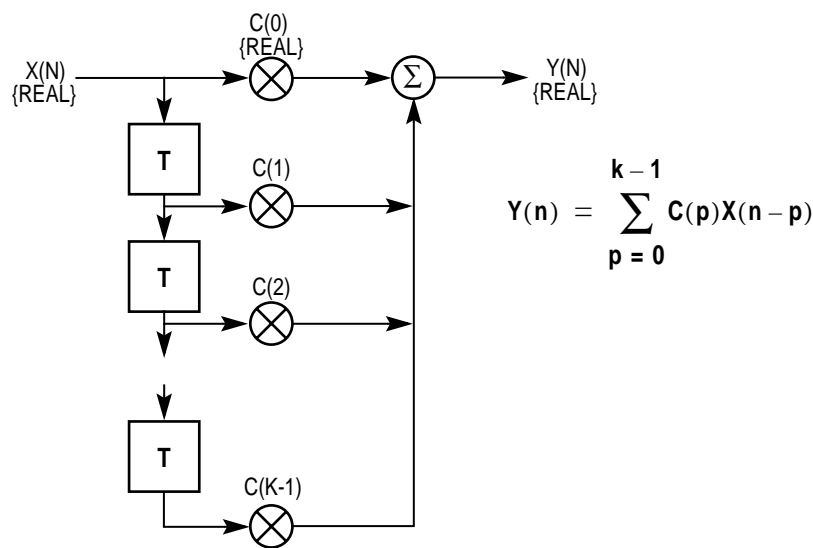 C(0)
{REAL}
X(N)
{REAL}
Σ
Y(N)
{REAL}
T
C(1)
k – 1
Y(n) = ∑ C(p)X(n – p)
p = 0
T
C(2)
T
C(K-1)